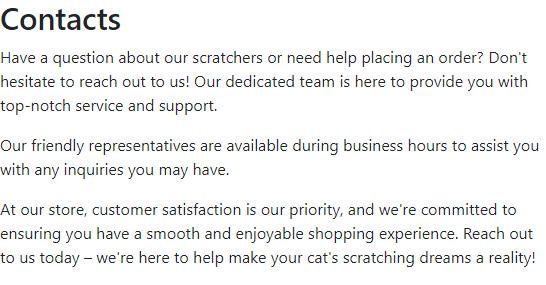 Contacts
Have a question about our scratchers or need help placing an order? Don't
hesitate to reach out to us! Our dedicated team is here to provide you with
top-notch service and support.
Our friendly representatives are available during business hours to assist you
with any inquiries you may have.
At our store, customer satisfaction is our priority, and we're committed to
ensuring you have a smooth and enjoyable shopping experience. Reach out
to us today – we're here to help make your cat's scratching dreams a reality!